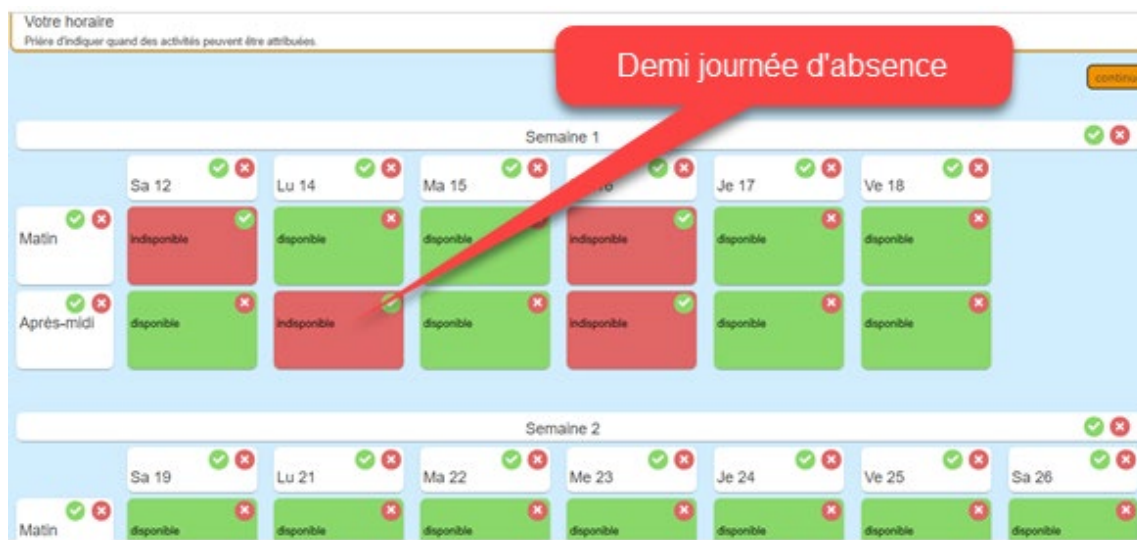 Votre horaire
Prière d'indiquer quand des activités peuvent être attribuées.
Demi journée d'absence
Semaine 1
Sa 12 Lu 14 Ma 15 Je 17 Ve 18
Matin indisponible disponible disponible indisponible disponible disponible
Après-midi disponible indisponible disponible indisponible disponible disponible
Semaine 2
Sa 19 Lu 21 Ma 22 Me 23 Je 24 Ve 25 Sa 26
Matin disponible disponible disponible disponible disponible disponible disponible